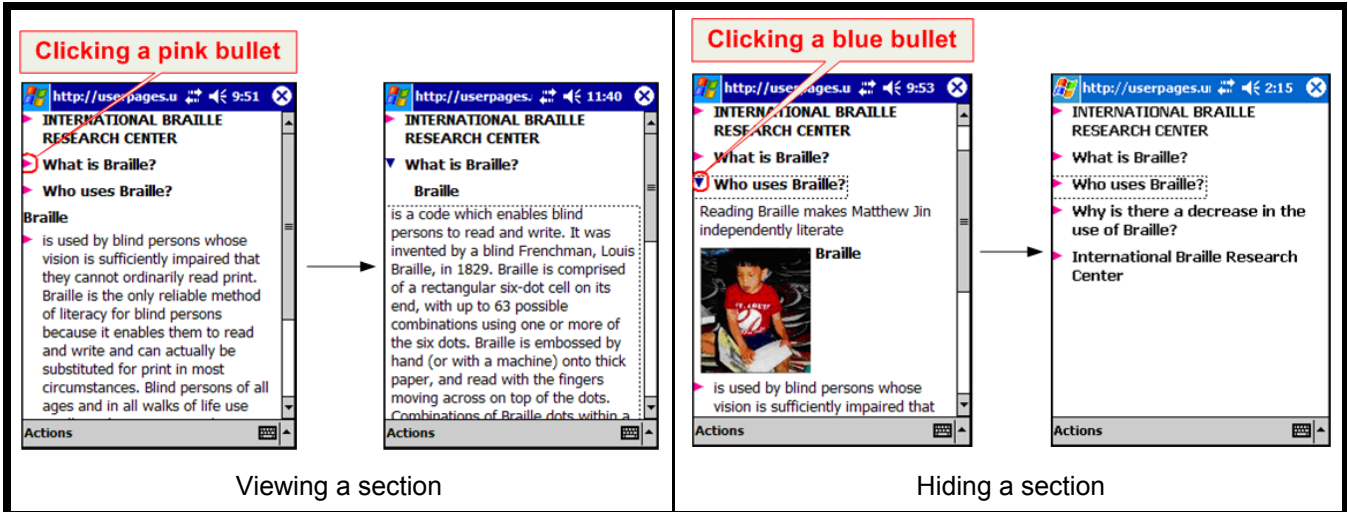 Clicking a pink bullet
http://userpages.u 9:51
INTERNATIONAL BRAILLE
RESEARCH CENTER
What is Braille?
Who uses Braille?
Braille
is used by blind persons whose
vision is sufficiently impaired that
they cannot ordinarily read print.
Braille is the only reliable method
of literacy for blind persons
because it enables them to read
and write and can actually be
substituted for print in most
circumstances. Blind persons of all
ages and in all walks of life use
Actions
http://userpages. 11:40
INTERNATIONAL BRAILLE
RESEARCH CENTER
What is Braille?
Braille
is a code which enables blind
persons to read and write. It was
invented by a blind Frenchman, Louis
Braille, in 1829. Braille is comprised
of a rectangular six-dot cell on its
end, with up to 63 possible
combinations using one or more of
the six dots. Braille is embossed by
hand (or with a machine) onto thick
paper, and read with the fingers
moving across on top of the dots.
Combinations of Braille dots within a
Actions
Viewing a section
Clicking a blue bullet
http://userpages.u 9:53
INTERNATIONAL BRAILLE
RESEARCH CENTER
What is Braille?
Who uses Braille?
Reading Braille makes Matthew Jin
independently literate
Braille
is used by blind persons whose
vision is sufficiently impaired that
Actions
http://userpages.u 2:15
INTERNATIONAL BRAILLE
RESEARCH CENTER
What is Braille?
Who uses Braille?
Why is there a decrease in the
use of Braille?
International Braille Research
Center
Actions
Hiding a section